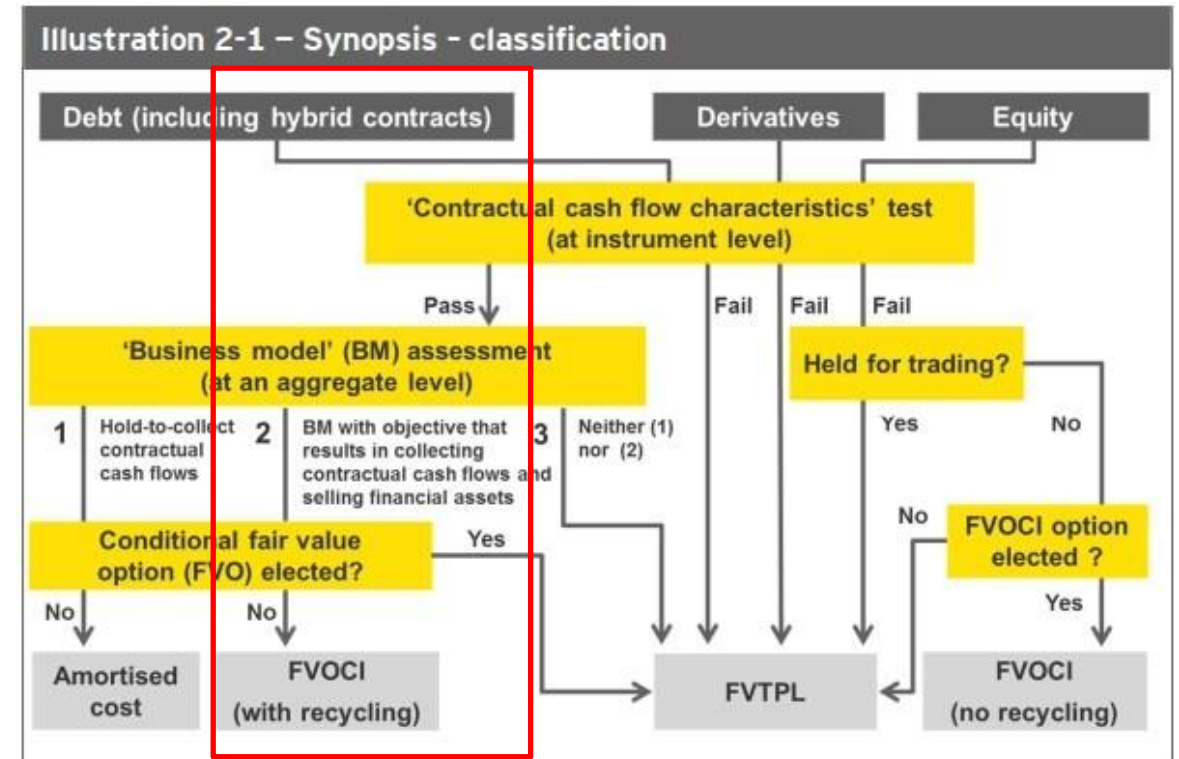 Illustration 2-1 – Synopsis - classification
Debt (including hybrid contracts)
Derivatives
Equity
‘Contractual cash flow characteristics’ test
(at instrument level)
Pass
Fail
Fail
Fail
‘Business model’ (BM) assessment
(at an aggregate level)
Held for trading?
1
Hold-to-collect
contractual
cash flows
2
BM with objective that
results in collecting
contractual cash flows and
selling financial assets
3
Neither (1)
nor (2)
Yes
No
Conditional fair value
option (FVO) elected?
Yes
No
FVOCI option
elected ?
No
No
Yes
Amortised
cost
FVOCI
(with recycling)
FVTPL
FVOCI
(no recycling)